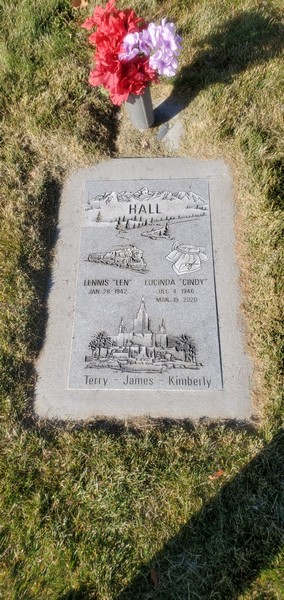 HALL
LENNIS "LEN" LUCINDA "CINDY"
JAN 28 1942 DEC 4 1946
MAR 19 2020
Terry - James - Kimberly